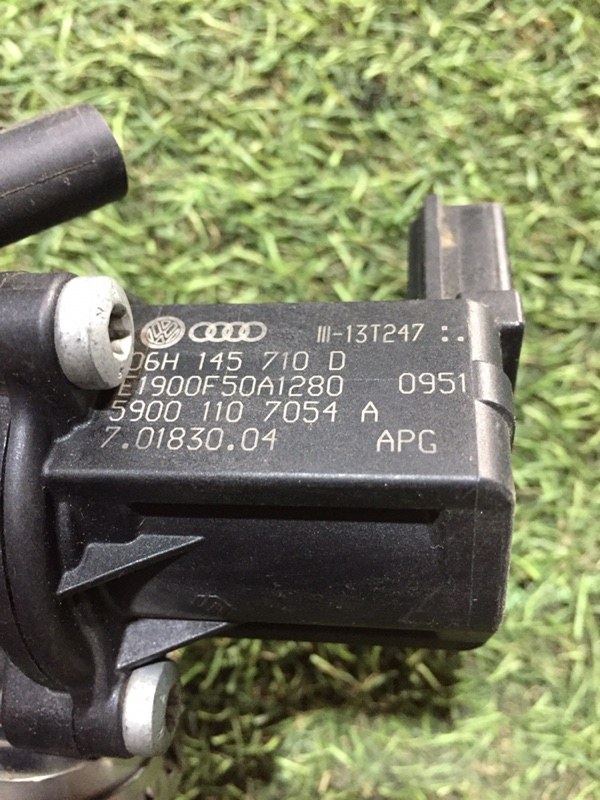 III-13T247 :.
06H 145 710 D
E1900F50A1280 0951
5900 110 7054 A
7.01830.04 APG